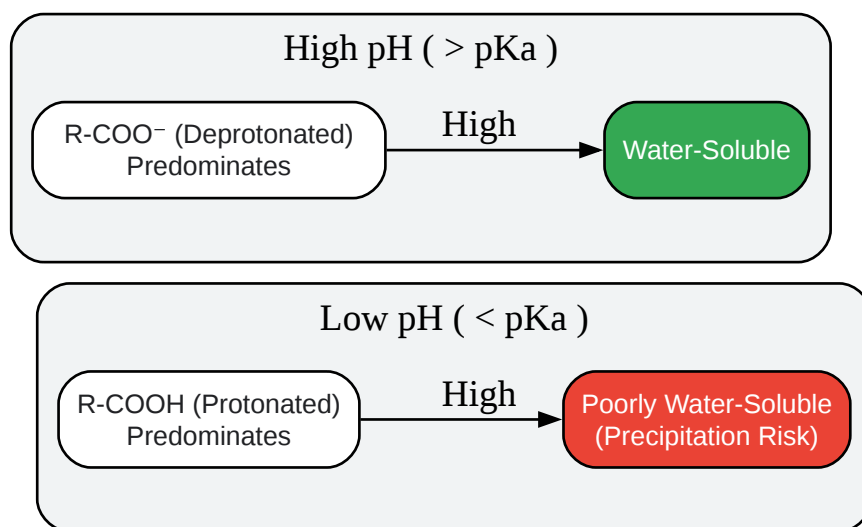 High pH ( > pKa )
R-COO⁻ (Deprotonated)
Predominates
High
Water-Soluble
Low pH ( < pKa )
R-COOH (Protonated)
Predominates
High
Poorly Water-Soluble
(Precipitation Risk)